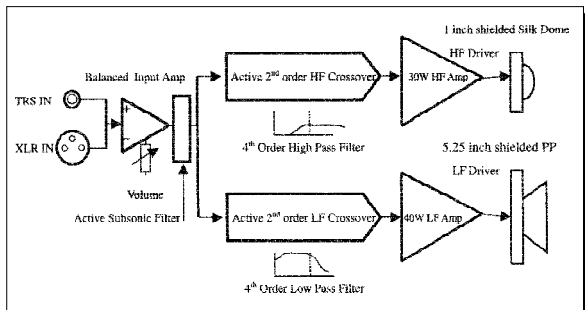 1 inch shielded Silk Dome
HF Driver
Balanced Input Amp
Active 2nd order HF Crossover
30W HF Amp
TRS IN
XLR IN
4th Order High Pass Filter
5.25 inch shielded PP
LF Driver
Volume
Active Subsonic Filter
Active 2nd order LF Crossover
40W LF Amp
4th Order Low Pass Filter